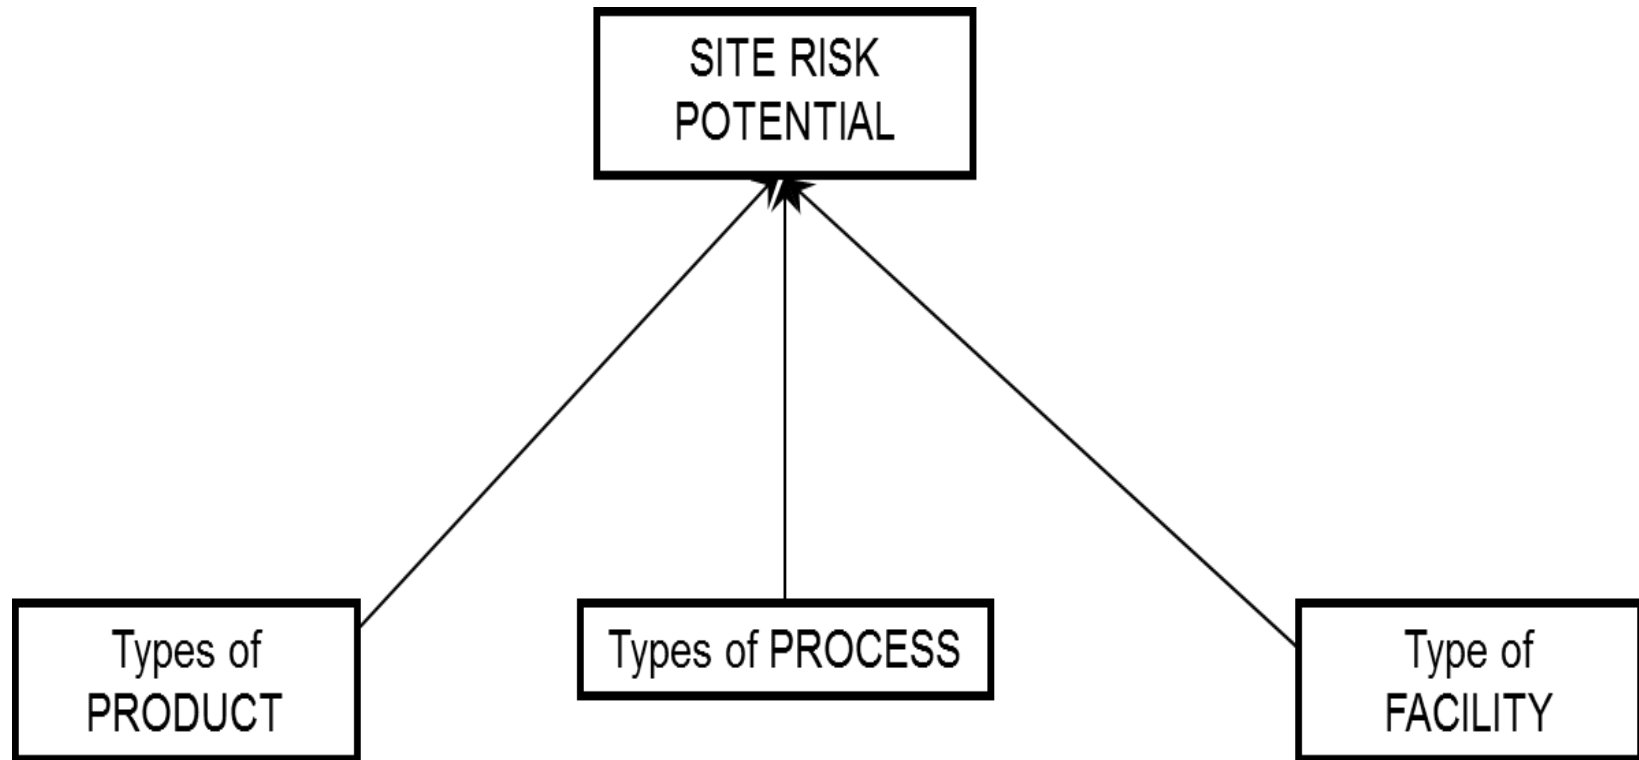 SITE RISK
POTENTIAL
Types of
PRODUCT
Types of PROCESS
Type of
FACILITY